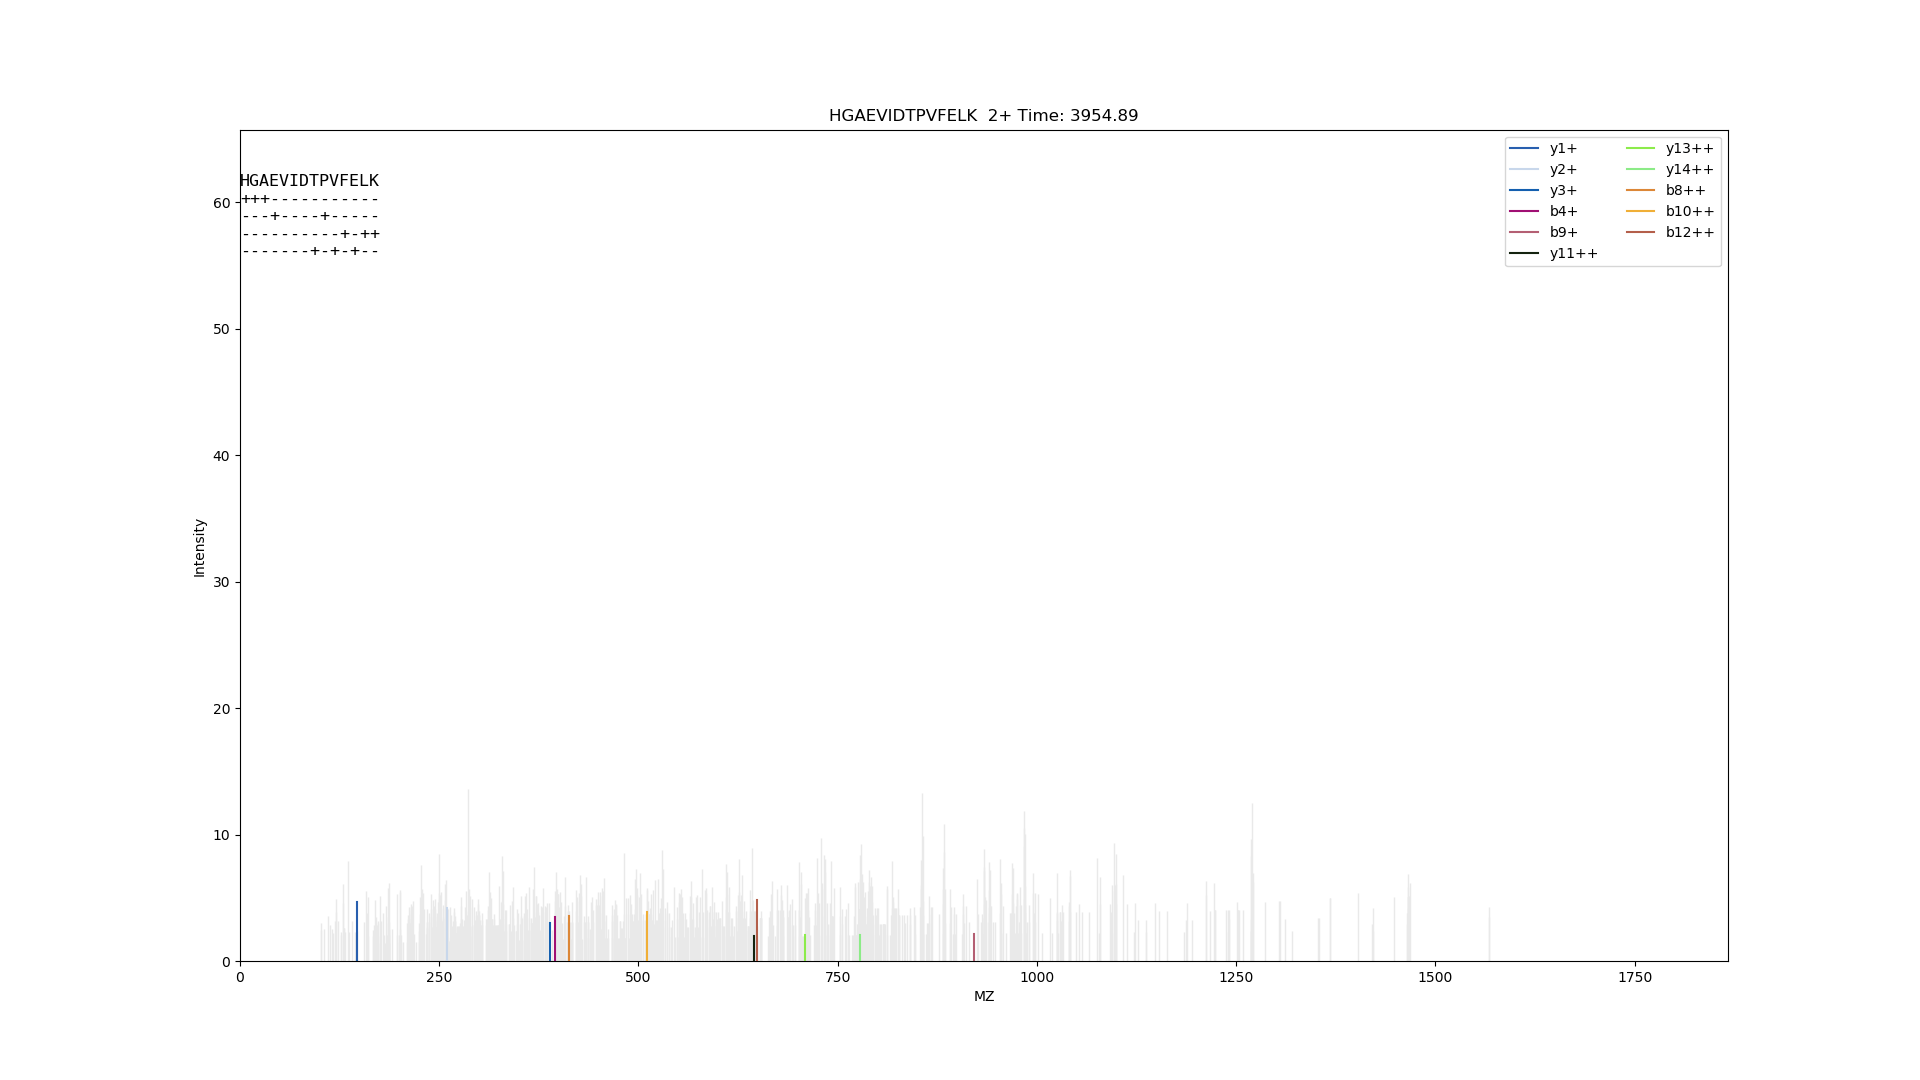 HGAEVIDTPVFELK  2+ Time: 3954.89
HGAEVIDTPVFELK
+++-----------
---+----+-----
----------+-++
-------+-+-+--
y1+
y2+
y3+
b4+
b9+
y11++
y13++
y14++
b8++
b10++
b12++
60
50
40
30
20
10
0
Intensity
0 250 500 750 1000 1250 1500 1750
MZ